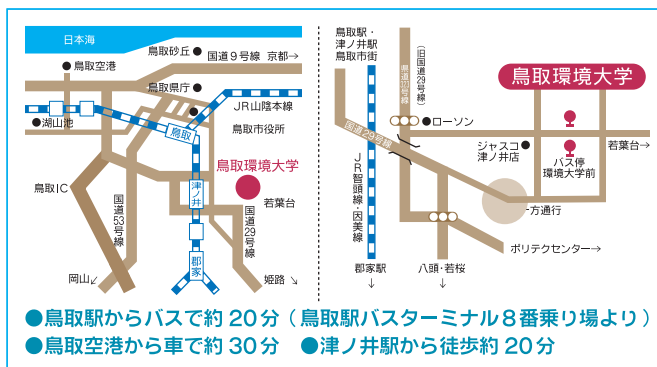 日本海
鳥取砂丘
国道9号線 京都→
鳥取空港
鳥取県庁
JR山陰本線
湖山池
鳥取
鳥取市役所
鳥取環境大学
鳥取IC
津ノ井
若葉台
国道53号線
国道29号線
郡家
岡山↙
姫路↘
鳥取駅・
津ノ井駅
鳥取市街
(旧国道29号線)
鳥取環境大学
ローソン
国道29号線
ジャスコ
津ノ井店
若葉台→
バス停
環境大学前
JR智頭線・因美線
一方通行
ポリテクセンター→
郡家駅
↓
八頭・若桜
↓
●鳥取駅からバスで約20分(鳥取駅バスターミナル8番乗り場より)
●鳥取空港から車で約30分 ●津ノ井駅から徒歩約20分